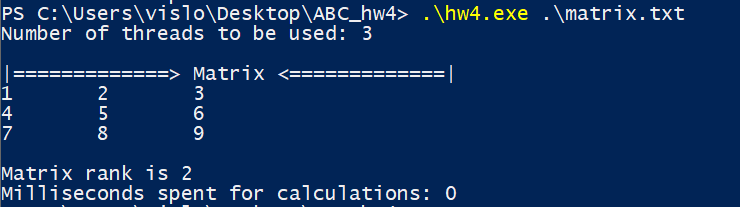 PS C:\Users\vislo\Desktop\ABC_hw4> .\hw4.exe .\matrix.txt
Number of threads to be used: 3
|=============> Matrix <=============|
1 2 3
4 5 6
7 8 9
Matrix rank is 2
Milliseconds spent for calculations: 0